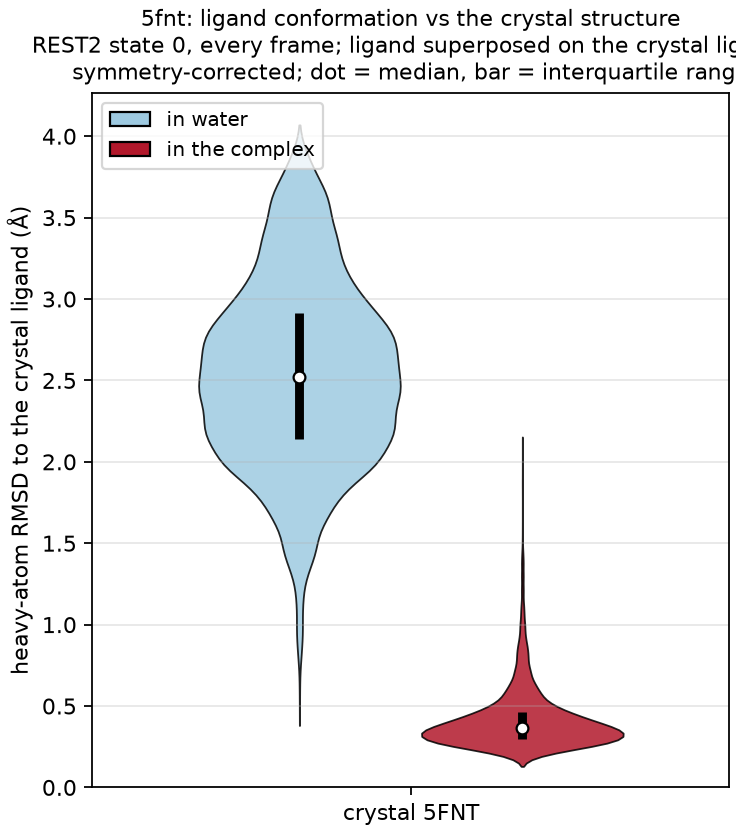 5fnt: ligand conformation vs the crystal structure
REST2 state 0, every frame; ligand superposed on the crystal lig
symmetry-corrected; dot = median, bar = interquartile rang
in water
in the complex
4.0
3.5
3.0
2.5
2.0
1.5
1.0
0.5
0.0
heavy-atom RMSD to the crystal ligand (Å)
crystal 5FNT